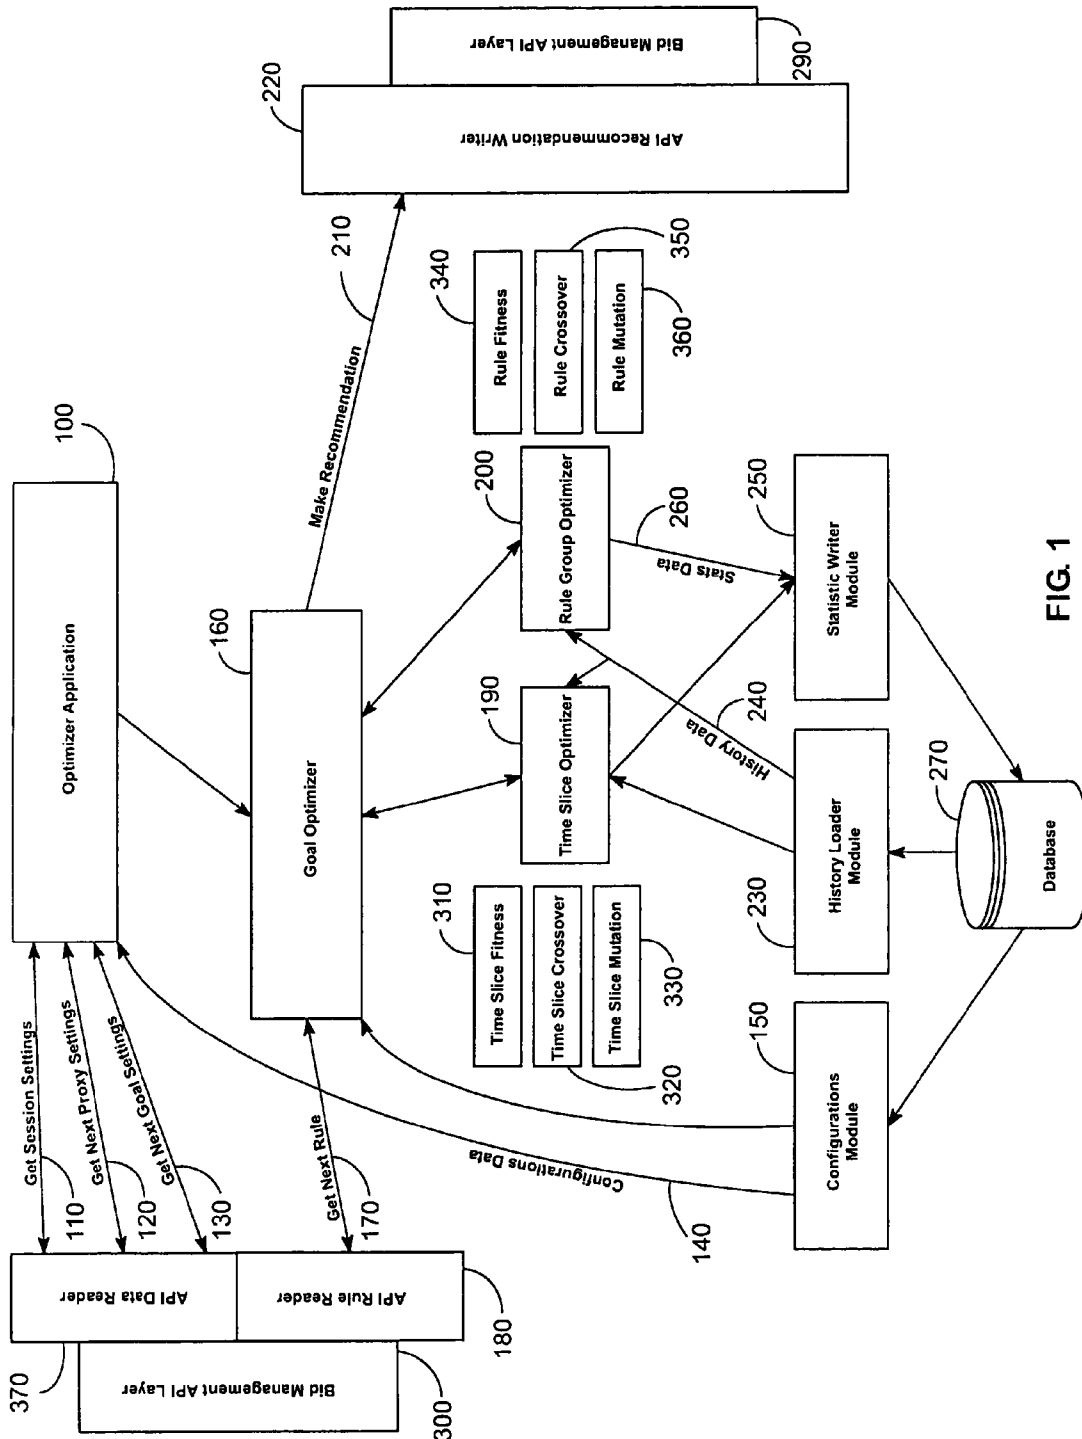 Optimizer Application
100
Get Session Settings
110
Get Next Proxy Settings
120
Get Next Goal Settings
130
API Data Reader
370
API Rule Reader
180
Bid Management API Layer
300
Get Next Rule
170
Goal Optimizer
160
Make Recommendation
210
API Recommendation Writer
220
Bid Management API Layer
290
Configurations Data
140
Time Slice Fitness
310
Time Slice Crossover
320
Time Slice Mutation
330
Time Slice Optimizer
190
Rule Group Optimizer
200
Rule Fitness
340
Rule Crossover
350
Rule Mutation
360
History Data
240
Stats Data
260
Configurations
Module
150
History Loader
Module
230
Statistic Writer
Module
250
Database
270
FIG. 1